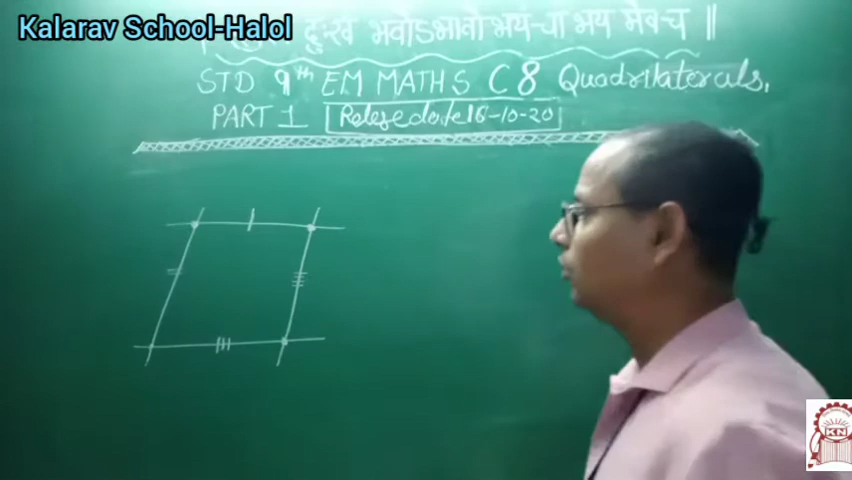 Kalarav School-Halol
दुःख भवोऽभावो भयं चा भय मेव च ॥
STD 9th EM MATHS C8 Quadrilaterals.
PART 1 Relese date 16-10-20
KN